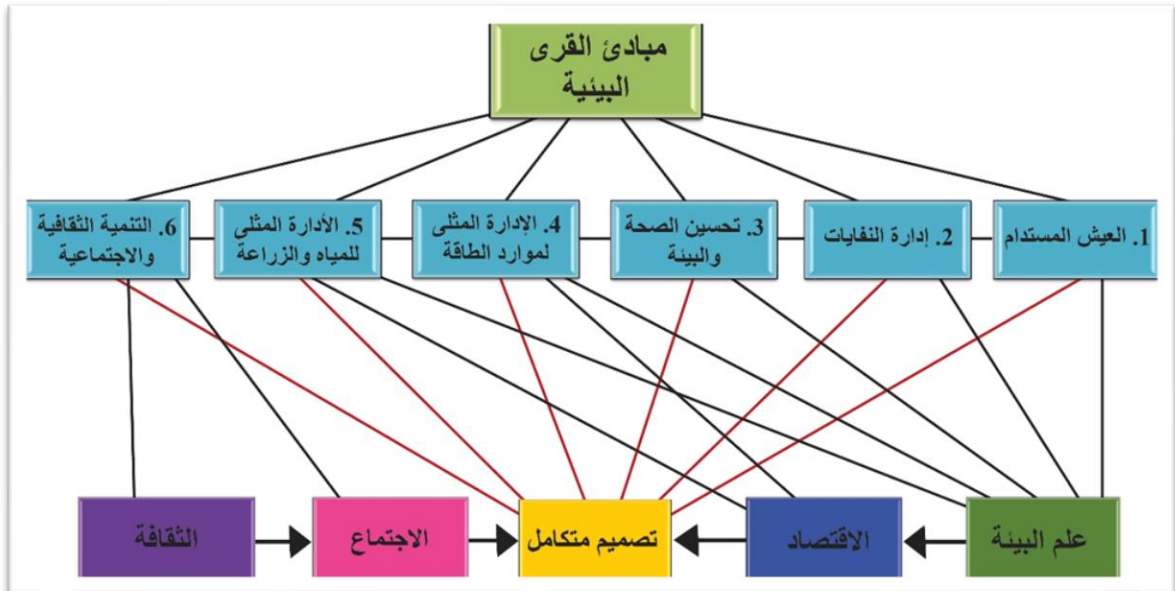 مبادئ القرى
البيئية
1. العيش المستدام
2. إدارة النفايات
3. تحسين الصحة
والبيئة
4. الإدارة المثلى
لموارد الطاقة
5. الأدارة المثلى
للمياه والزراعة
6. التنمية الثقافية
والاجتماعية
علم البيئة
الاقتصاد
تصميم متكامل
الاجتماع
الثقافة